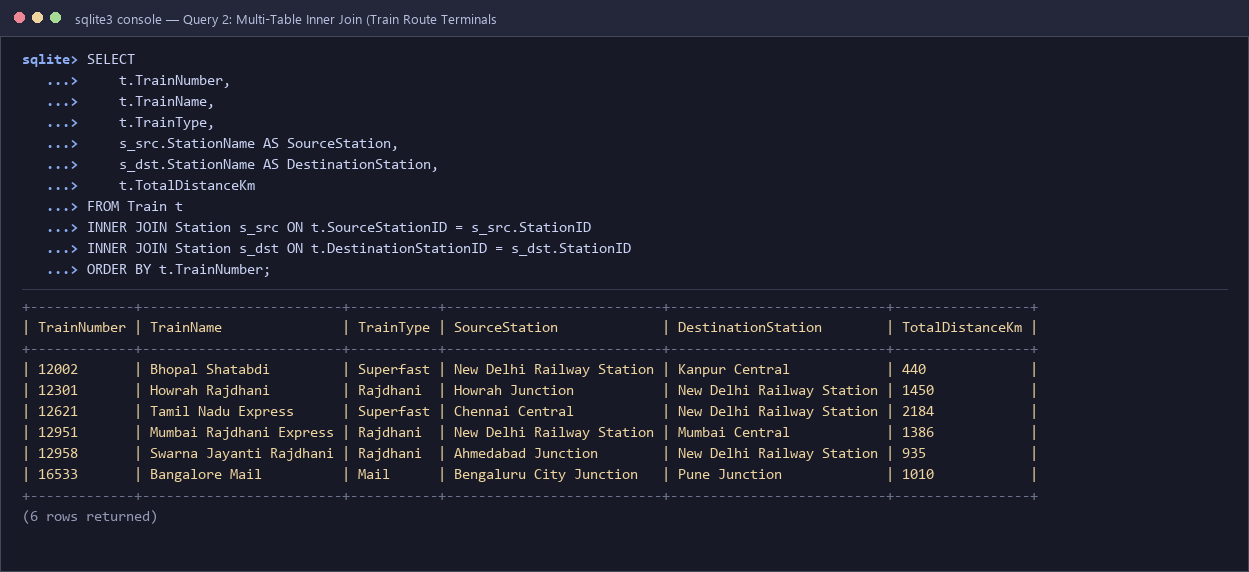 sqlite3 console — Query 2: Multi-Table Inner Join (Train Route Terminals
sqlite> SELECT
   ...>     t.TrainNumber,
   ...>     t.TrainName,
   ...>     t.TrainType,
   ...>     s_src.StationName AS SourceStation,
   ...>     s_dst.StationName AS DestinationStation,
   ...>     t.TotalDistanceKm
   ...> FROM Train t
   ...> INNER JOIN Station s_src ON t.SourceStationID = s_src.StationID
   ...> INNER JOIN Station s_dst ON t.DestinationStationID = s_dst.StationID
   ...> ORDER BY t.TrainNumber;
+-------------+-------------------------+-----------+---------------------------+---------------------------+-----------------+
| TrainNumber | TrainName               | TrainType | SourceStation             | DestinationStation        | TotalDistanceKm |
+-------------+-------------------------+-----------+---------------------------+---------------------------+-----------------+
| 12002       | Bhopal Shatabdi         | Superfast | New Delhi Railway Station | Kanpur Central            | 440             |
| 12301       | Howrah Rajdhani         | Rajdhani  | Howrah Junction           | New Delhi Railway Station | 1450            |
| 12621       | Tamil Nadu Express      | Superfast | Chennai Central           | New Delhi Railway Station | 2184            |
| 12951       | Mumbai Rajdhani Express | Rajdhani  | New Delhi Railway Station | Mumbai Central            | 1386            |
| 12958       | Swarna Jayanti Rajdhani | Rajdhani  | Ahmedabad Junction        | New Delhi Railway Station | 935             |
| 16533       | Bangalore Mail          | Mail      | Bengaluru City Junction   | Pune Junction             | 1010            |
+-------------+-------------------------+-----------+---------------------------+---------------------------+-----------------+
(6 rows returned)